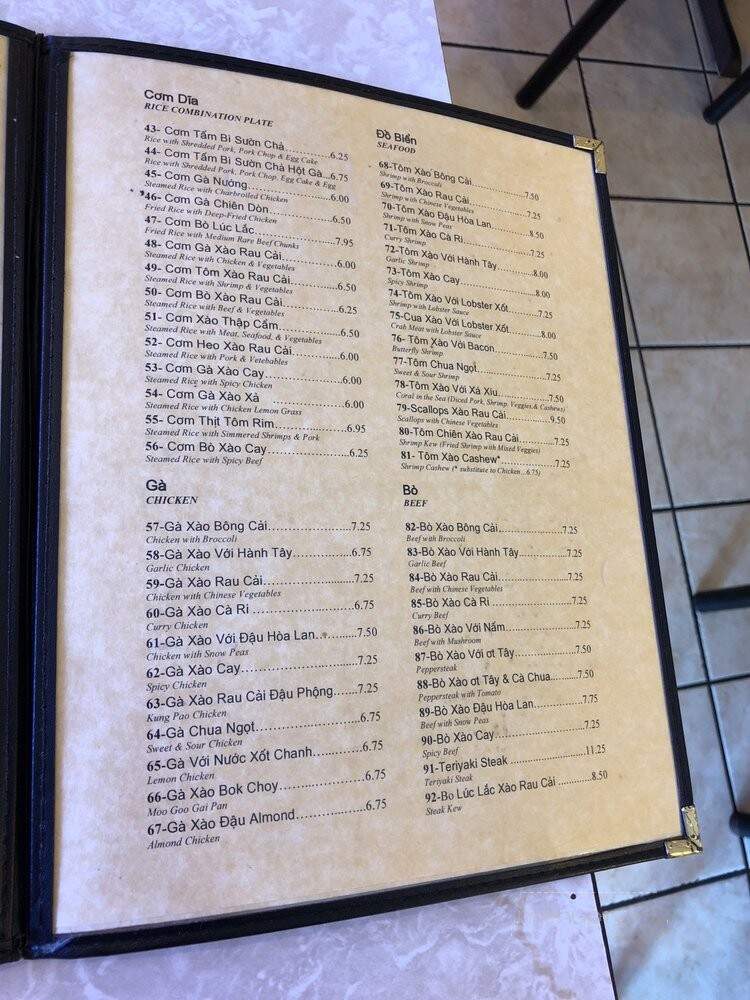 Cơm Dĩa
RICE COMBINATION PLATE
43- Cơm Tấm Bì Sườn Chả..........6.25
Rice with Shredded Pork, Pork Chop & Egg Cake
44- Cơm Tấm Bì Sườn Chả Hột Gà...6.75
Rice with Shredded Pork, Pork Chop, Egg Cake & Egg
45- Cơm Gà Nướng..........6.00
Steamed Rice with Charbroiled Chicken
46- Cơm Gà Chiên Dòn..........6.50
Fried Rice with Deep-Fried Chicken
47- Cơm Bò Lúc Lắc..........7.95
Fried Rice with Medium Rare Beef Chunks
48- Cơm Gà Xào Rau Cải..........6.00
Steamed Rice with Chicken & Vegetables
49- Cơm Tôm Xào Rau Cải..........6.50
Steamed Rice with Shrimp & Vegetables
50- Cơm Bò Xào Rau Cải..........6.25
Steamed Rice with Beef & Vegetables
51- Cơm Xào Thập Cẩm..........6.50
Steamed Rice with Meat, Seafood, & Vegetables
52- Cơm Heo Xào Rau Cải..........6.00
Steamed Rice with Pork & Vetebables
53- Cơm Gà Xào Cay..........6.00
Steamed Rice with Spicy Chicken
54- Cơm Gà Xào Xả..........6.00
Steamed Rice with Chicken Lemon Grass
55- Cơm Thịt Tôm Rim..........6.95
Steamed Rice with Simmered Shrimps & Pork
56- Cơm Bò Xào Cay..........6.25
Steamed Rice with Spicy Beef
Gà
CHICKEN
57-Gà Xào Bông Cải..........7.25
Chicken with Broccoli
58-Gà Xào Với Hành Tây..........6.75
Garlic Chicken
59-Gà Xào Rau Cải..........7.25
Chicken with Chinese Vegetables
60-Gà Xào Cà Ri..........6.75
Curry Chicken
61-Gà Xào Với Đậu Hòa Lan..........7.50
Chicken with Snow Peas
62-Gà Xào Cay..........7.25
Spicy Chicken
63-Gà Xào Rau Cải Đậu Phộng......7.25
Kung Pao Chicken
64-Gà Chua Ngọt..........6.75
Sweet & Sour Chicken
65-Gà Với Nước Xốt Chanh..........6.75
Lemon Chicken
66-Gà Xào Bok Choy..........6.75
Moo Goo Gai Pan
67-Gà Xào Đậu Almond..........6.75
Almond Chicken
Đồ Biển
SEAFOOD
68-Tôm Xào Bông Cải..........7.50
Shrimp with Broccoli
69-Tôm Xào Rau Cải..........7.25
Shrimp with Chinese Vegetables
70-Tôm Xào Đậu Hòa Lan..........8.50
Shrimp with Snow Peas
71-Tôm Xào Cà Ri..........7.25
Curry Shrimp
72-Tôm Xào Với Hành Tây..........8.00
Garlic Shrimp
73-Tôm Xào Cay..........8.00
Spicy Shrimp
74-Tôm Xào Với Lobster Xốt..........7.25
Shrimp with Lobster Sauce
75-Cua Xào Với Lobster Xốt..........8.00
Crab Meat with Lobster Sauce
76- Tôm Xào Với Bacon..........7.50
Butterfly Shrimp
77-Tôm Chua Ngọt..........7.25
Sweet & Sour Shrimp
78-Tôm Xào Với Xá Xíu..........7.50
Coral in the Sea (Diced Pork, Shrimp, Veggies & Cashews)
79-Scallops Xào Rau Cải..........9.50
Scallops with Chinese Vegetables
80-Tôm Chiên Xào Rau Cải..........7.25
Shrimp Kew (Fried Shrimp with Mixed Veggies)
81- Tôm Xào Cashew*..........7.25
Shrimp Cashew (* substitute to Chicken...6.75)
Bò
BEEF
82-Bò Xào Bông Cải..........7.25
Beef with Broccoli
83-Bò Xào Với Hành Tây..........7.25
Garlic Beef
84-Bò Xào Rau Cải..........7.25
Beef with Chinese Vegetables
85-Bò Xào Cà Ri..........7.25
Curry Beef
86-Bò Xào Với Nấm..........7.25
Beef with Mushroom
87-Bò Xào Với ơt Tây..........7.50
Peppersteak
88-Bò Xào ơt Tây & Cà Chua.........7.50
Peppersteak with Tomato
89-Bò Xào Đậu Hòa Lan..........7.75
Beef with Snow Peas
90-Bò Xào Cay..........7.25
Spicy Beef
91-Teriyaki Steak..........11.25
Teriyaki Steak
92-Bo Lúc Lắc Xào Rau Cải..........8.50
Steak Kew